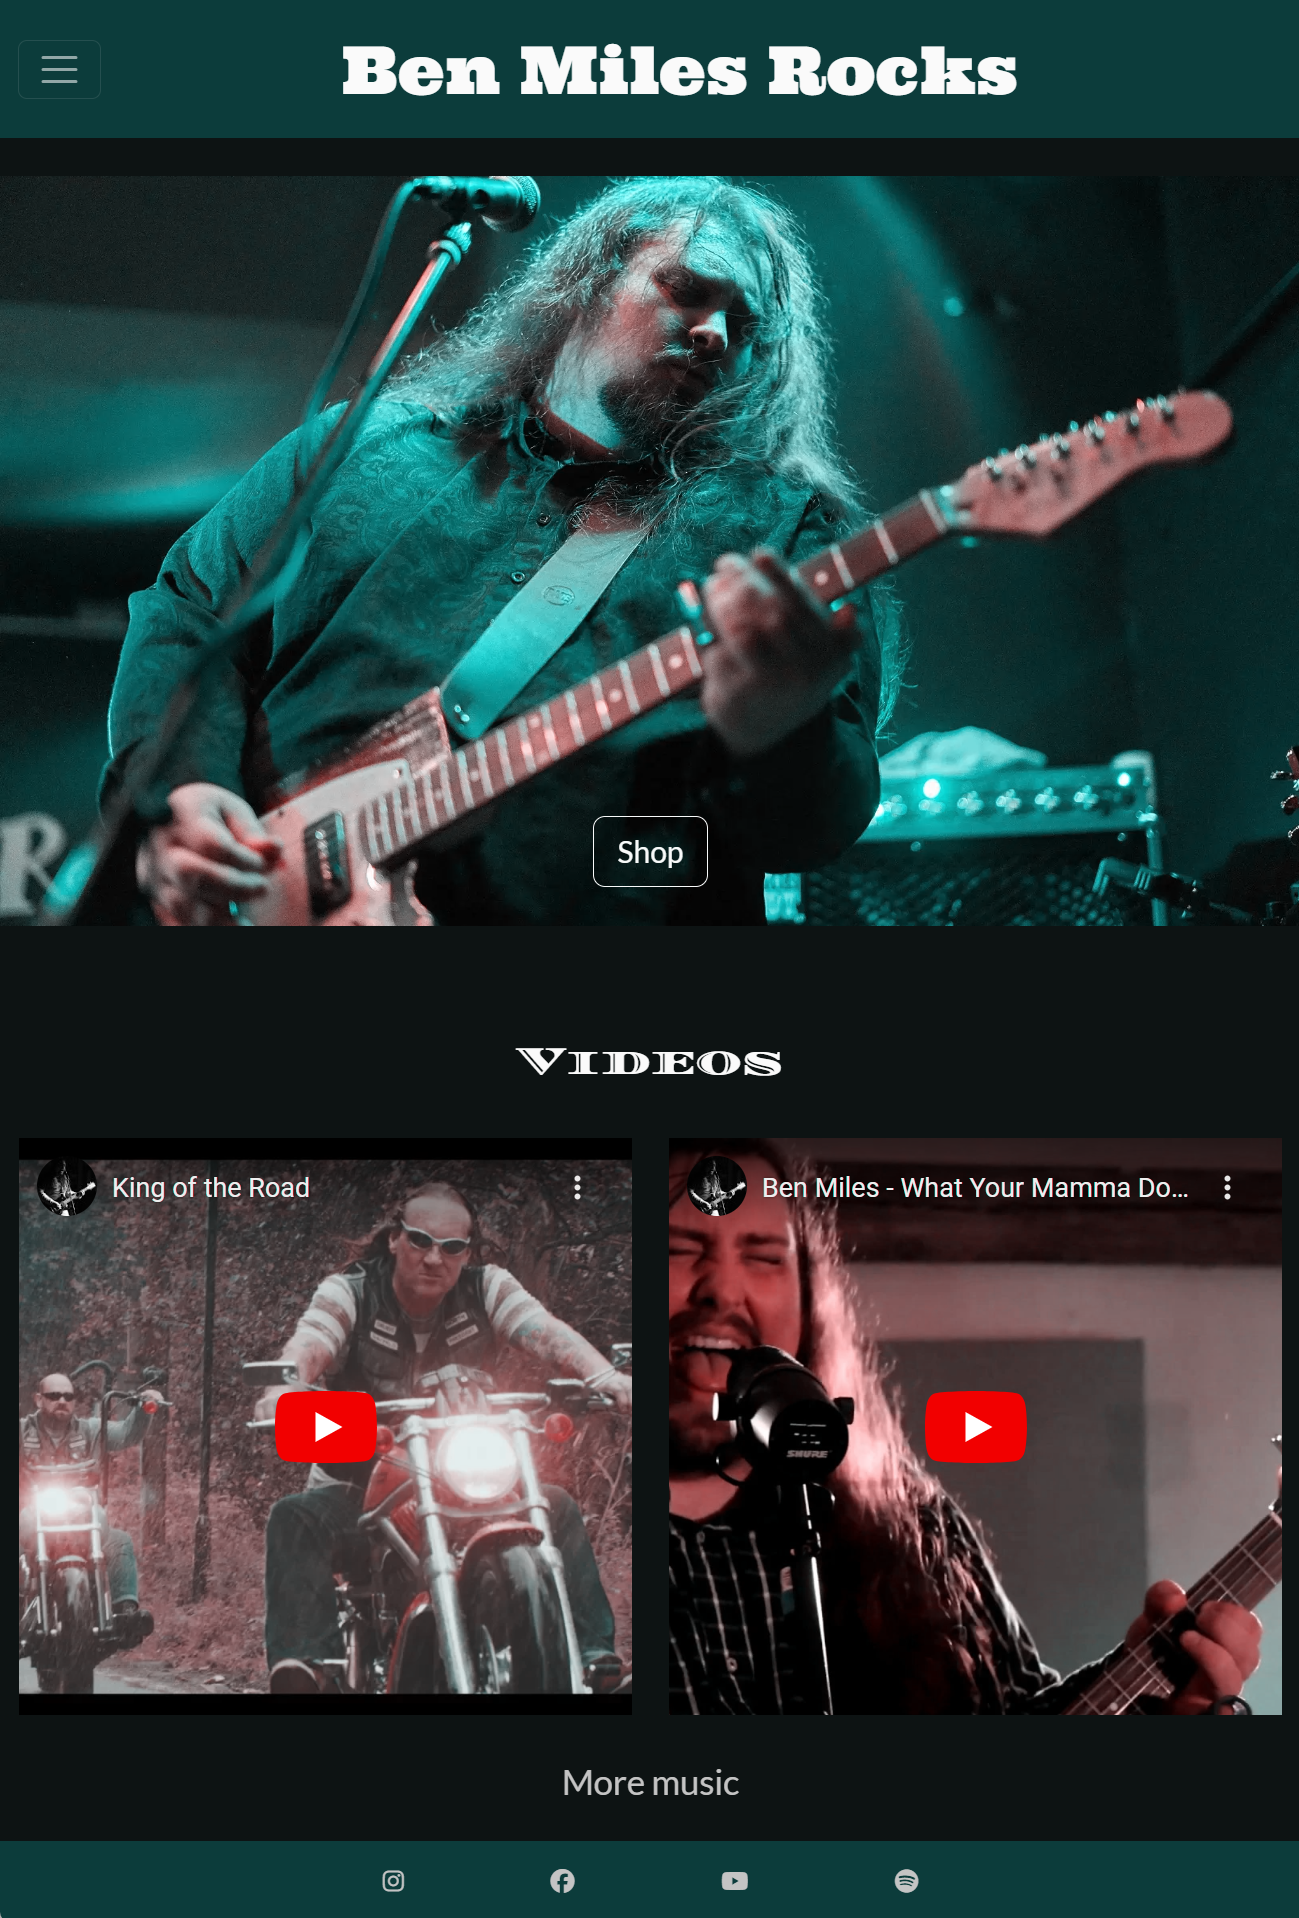 Ben Miles Rocks
R
Shop
Videos
King of the Road
Ben Miles - What Your Mamma Do...
SHURE
More music